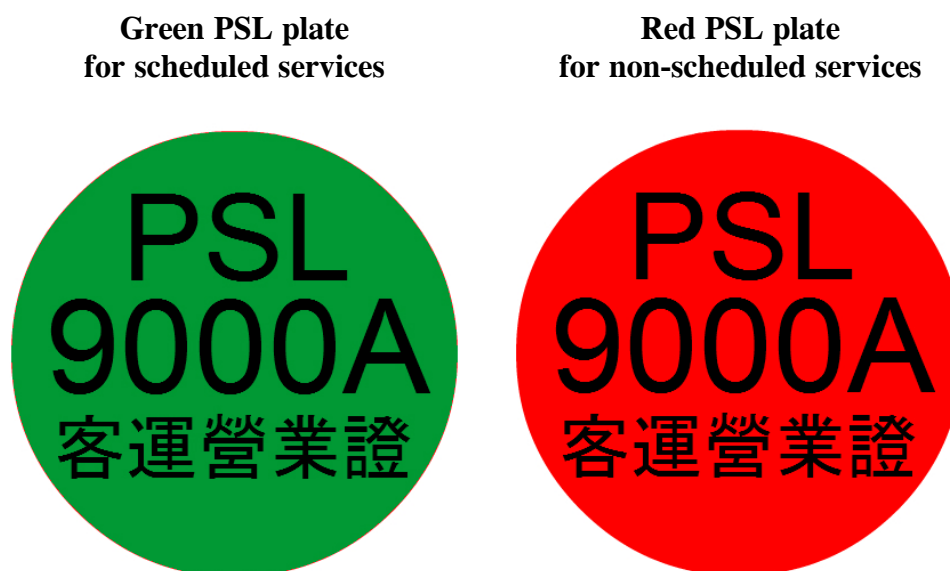 Green PSL plate
for scheduled services
Red PSL plate
for non-scheduled services
PSL
9000A
客運營業證
PSL
9000A
客運營業證